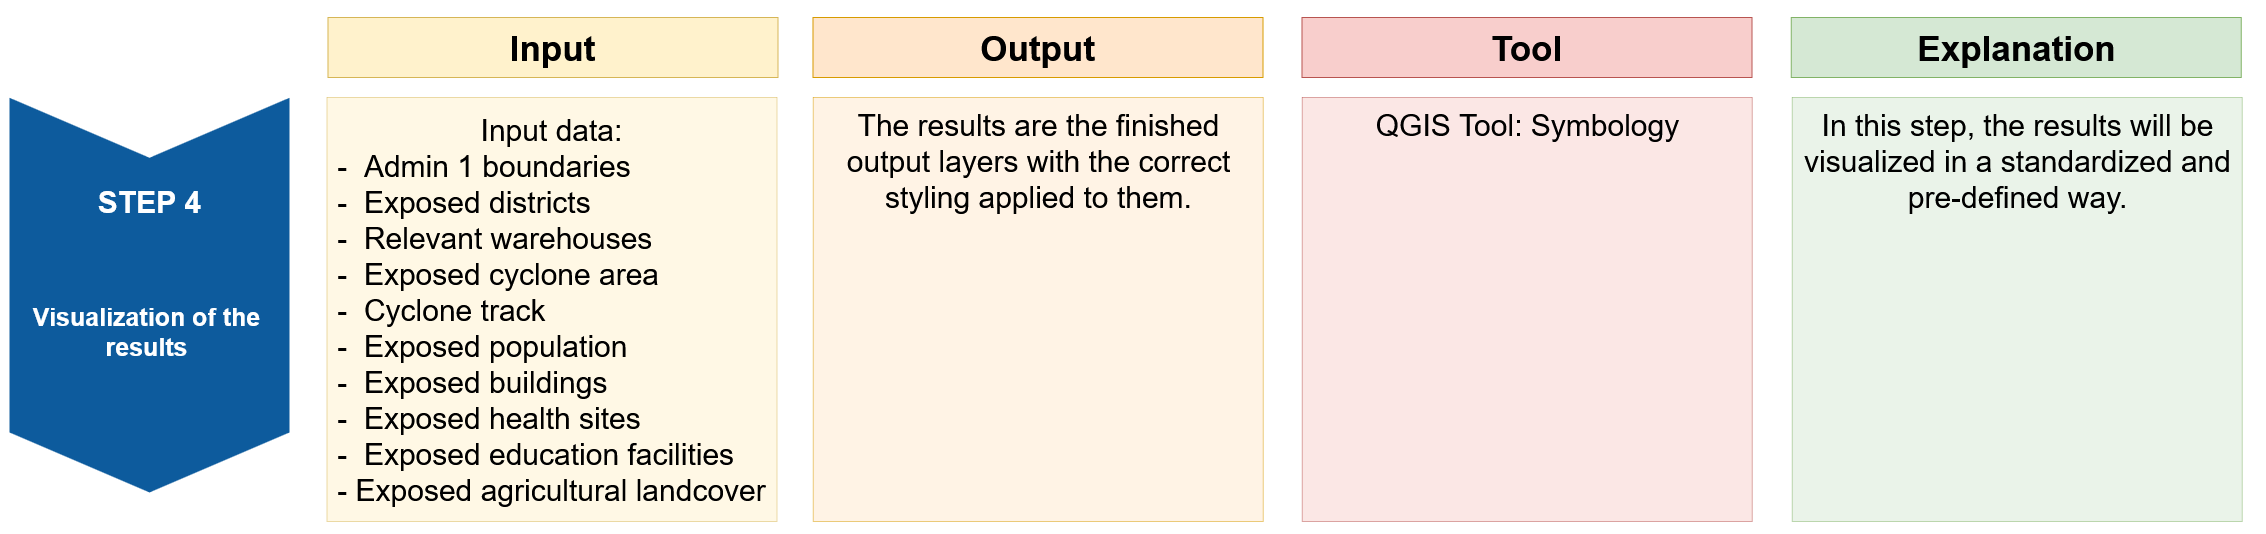 Input
Output
Tool
Explanation
STEP 4
Visualization of the
results
Input data:
- Admin 1 boundaries
- Exposed districts
- Relevant warehouses
- Exposed cyclone area
- Cyclone track
- Exposed population
- Exposed buildings
- Exposed health sites
- Exposed education facilities
- Exposed agricultural landcover
The results are the finished
output layers with the correct
styling applied to them.
QGIS Tool: Symbology
In this step, the results will be
visualized in a standardized and
pre-defined way.